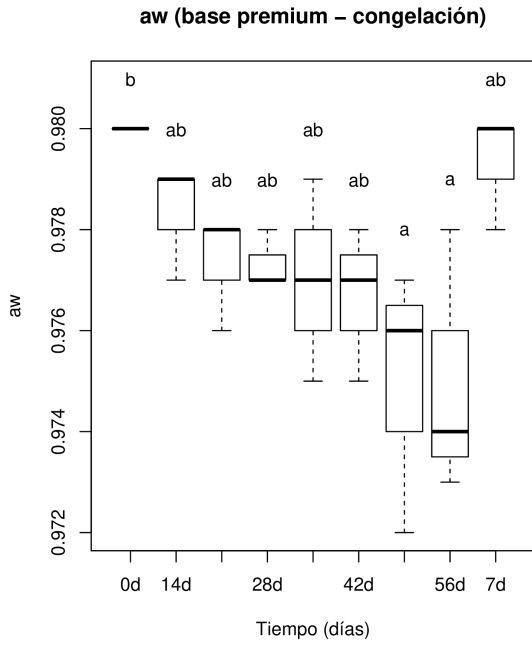 aw (base premium − congelación)
b
ab
ab
ab
ab
ab
a
a
ab
aw
0.980
0.978
0.976
0.974
0.972
0d 14d 28d 42d 56d 7d
Tiempo (días)